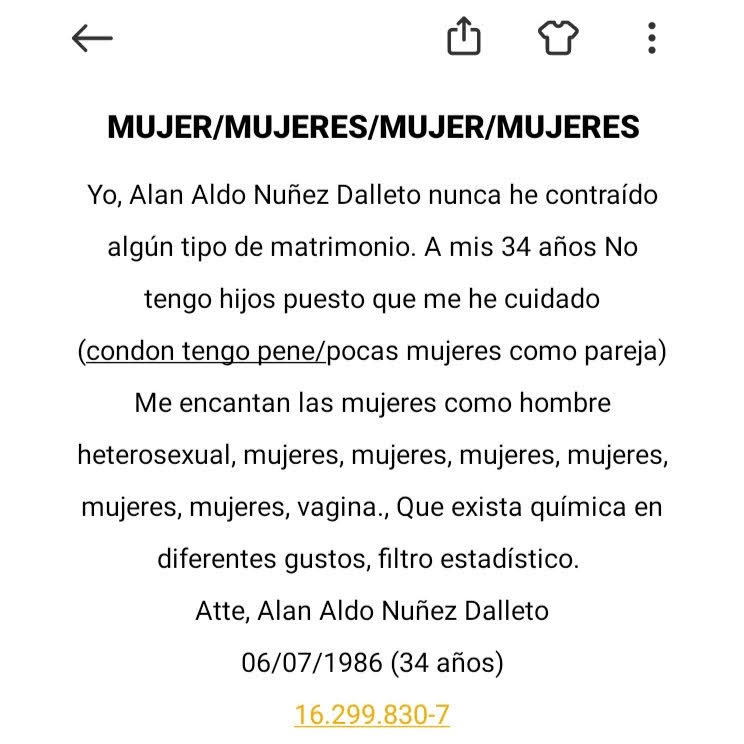 MUJER/MUJERES/MUJER/MUJERES
Yo, Alan Aldo Nuñez Dalleto nunca he contraído
algún tipo de matrimonio. A mis 34 años No
tengo hijos puesto que me he cuidado
(condon tengo pene/pocas mujeres como pareja)
Me encantan las mujeres como hombre
heterosexual, mujeres, mujeres, mujeres, mujeres,
mujeres, mujeres, vagina., Que exista química en
diferentes gustos, filtro estadístico.
Atte, Alan Aldo Nuñez Dalleto
06/07/1986 (34 años)
16.299.830-7